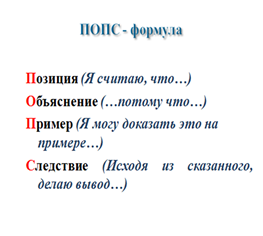 ПОПС - формула
Позиция (Я считаю, что…)
Объяснение (…потому что…)
Пример (Я могу доказать это на
примере…)
Следствие (Исходя из сказанного,
делаю вывод…)